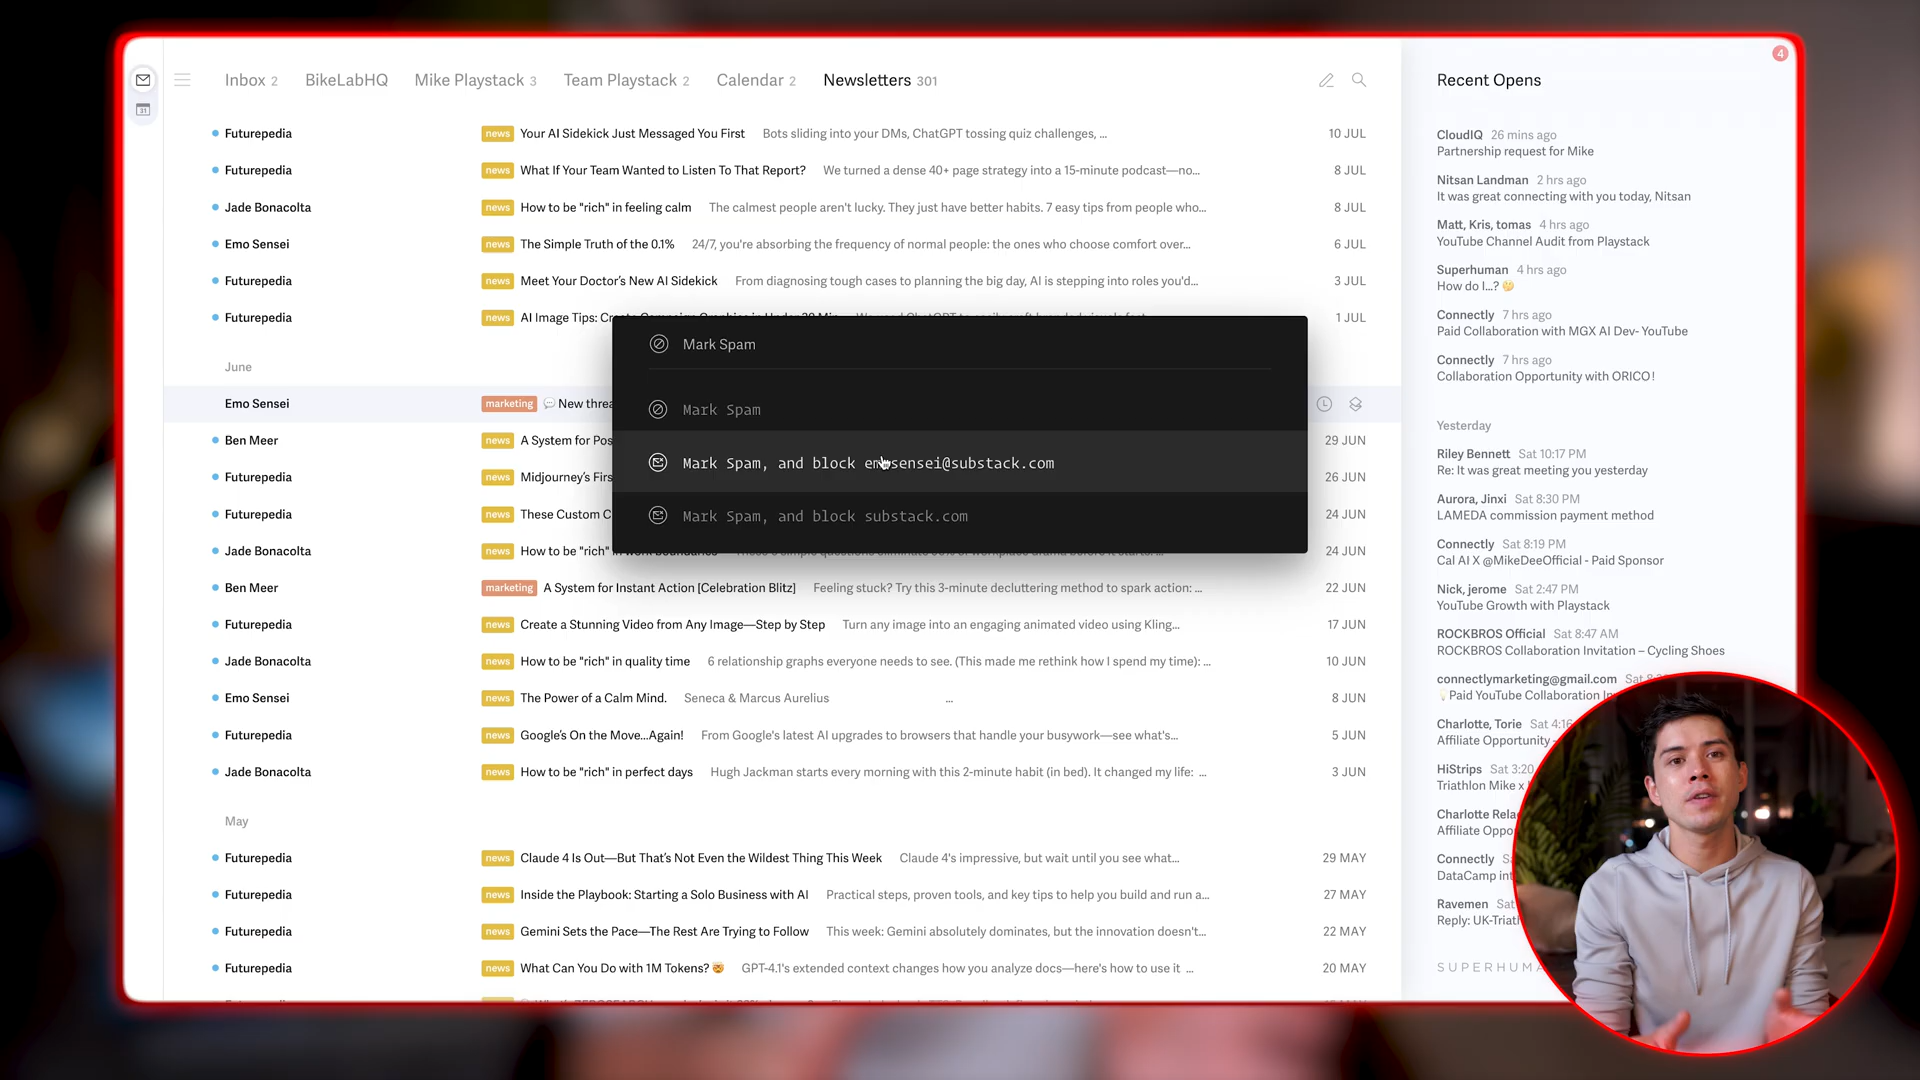 Inbox 2 BikeLabHQ Mike Playstack 3 Team Playstack 2 Calendar 2 Newsletters 301
31
Futurepedia news Your AI Sidekick Just Messaged You First Bots sliding into your DMs, ChatGPT tossing quiz challenges, ... 10 JUL
Futurepedia news What If Your Team Wanted to Listen To That Report? We turned a dense 40+ page strategy into a 15-minute podcast—no... 8 JUL
Jade Bonacolta news How to be "rich" in feeling calm The calmest people aren't lucky. They just have better habits. 7 easy tips from people who... 8 JUL
Emo Sensei news The Simple Truth of the 0.1% 24/7, you're absorbing the frequency of normal people: the ones who choose comfort over... 6 JUL
Futurepedia news Meet Your Doctor's New AI Sidekick From diagnosing tough cases to planning the big day, AI is stepping into roles you'd... 3 JUL
Futurepedia news AI Image Tips: 1 JUL
June
Emo Sensei marketing New threa
Ben Meer news A System for Pos 29 JUN
Futurepedia news Midjourney's Firs 26 JUN
Futurepedia news These Custom C 24 JUN
Jade Bonacolta news How to be "rich" 24 JUN
Ben Meer marketing A System for Instant Action [Celebration Blitz] Feeling stuck? Try this 3-minute decluttering method to spark action: ... 22 JUN
Futurepedia news Create a Stunning Video from Any Image—Step by Step Turn any image into an engaging animated video using Kling... 17 JUN
Jade Bonacolta news How to be "rich" in quality time 6 relationship graphs everyone needs to see. (This made me rethink how I spend my time): ... 10 JUN
Emo Sensei news The Power of a Calm Mind. Seneca & Marcus Aurelius ... 8 JUN
Futurepedia news Google's On the Move...Again! From Google's latest AI upgrades to browsers that handle your busywork—see what's... 5 JUN
Jade Bonacolta news How to be "rich" in perfect days Hugh Jackman starts every morning with this 2-minute habit (in bed). It changed my life: ... 3 JUN
May
Futurepedia news Claude 4 Is Out—But That's Not Even the Wildest Thing This Week Claude 4's impressive, but wait until you see what... 29 MAY
Futurepedia news Inside the Playbook: Starting a Solo Business with AI Practical steps, proven tools, and key tips to help you build and run a... 27 MAY
Futurepedia news Gemini Sets the Pace—The Rest Are Trying to Follow This week: Gemini absolutely dominates, but the innovation doesn't... 22 MAY
Futurepedia news What Can You Do with 1M Tokens? 🤯 GPT-4.1's extended context changes how you analyze docs—here's how to use it ... 20 MAY
Mark Spam
Mark Spam
Mark Spam, and block emosensei@substack.com
Mark Spam, and block substack.com
4
Recent Opens
CloudIQ 26 mins ago
Partnership request for Mike
Nitsan Landman 2 hrs ago
It was great connecting with you today, Nitsan
Matt, Kris, tomas 4 hrs ago
YouTube Channel Audit from Playstack
Superhuman 4 hrs ago
How do I...? 🤔
Connectly 7 hrs ago
Paid Collaboration with MGX AI Dev- YouTube
Connectly 7 hrs ago
Collaboration Opportunity with ORICO!
Yesterday
Riley Bennett Sat 10:17 PM
Re: It was great meeting you yesterday
Aurora, Jinxi Sat 8:30 PM
LAMEDA commission payment method
Connectly Sat 8:19 PM
Cal AI X @MikeDeeOfficial - Paid Sponsor
Nick, jerome Sat 2:47 PM
YouTube Growth with Playstack
ROCKBROS Official Sat 8:47 AM
ROCKBROS Collaboration Invitation – Cycling Shoes
connectlymarketing@gmail.com Sat
💡Paid YouTube Collaboration
Charlotte, Torie Sat 4:16
Affiliate Opportunity
HiStrips Sat 3:20
Triathlon Mike x
Charlotte Rela
Affiliate Oppo
Connectly
DataCamp int
Ravemen Sat
Reply: UK-Triat
SUPERHUMA